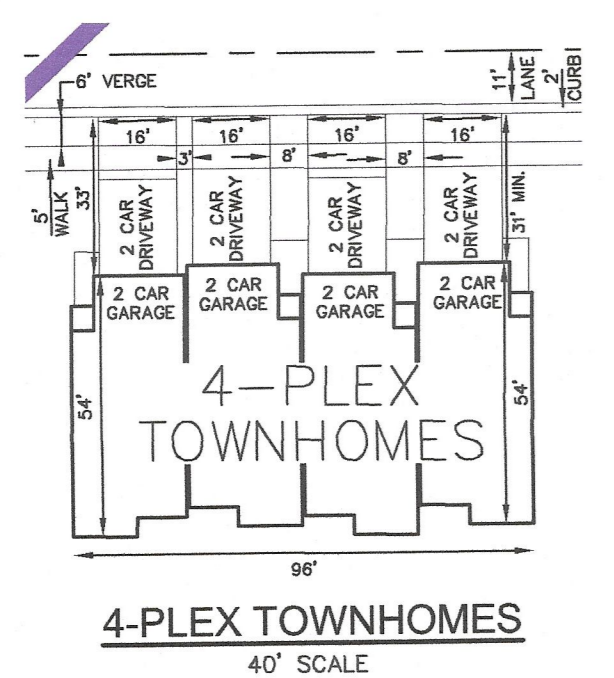 6' VERGE
11'
LANE
2'
CURB
16'
16'
16'
16'
3'
8'
8'
5'
WALK
33'
2 CAR
DRIVEWAY
2 CAR
DRIVEWAY
2 CAR
DRIVEWAY
2 CAR
DRIVEWAY
31' MIN.
2 CAR
GARAGE
2 CAR
GARAGE
2 CAR
GARAGE
2 CAR
GARAGE
54'
54'
4-PLEX
TOWNHOMES
96'
4-PLEX TOWNHOMES
40' SCALE